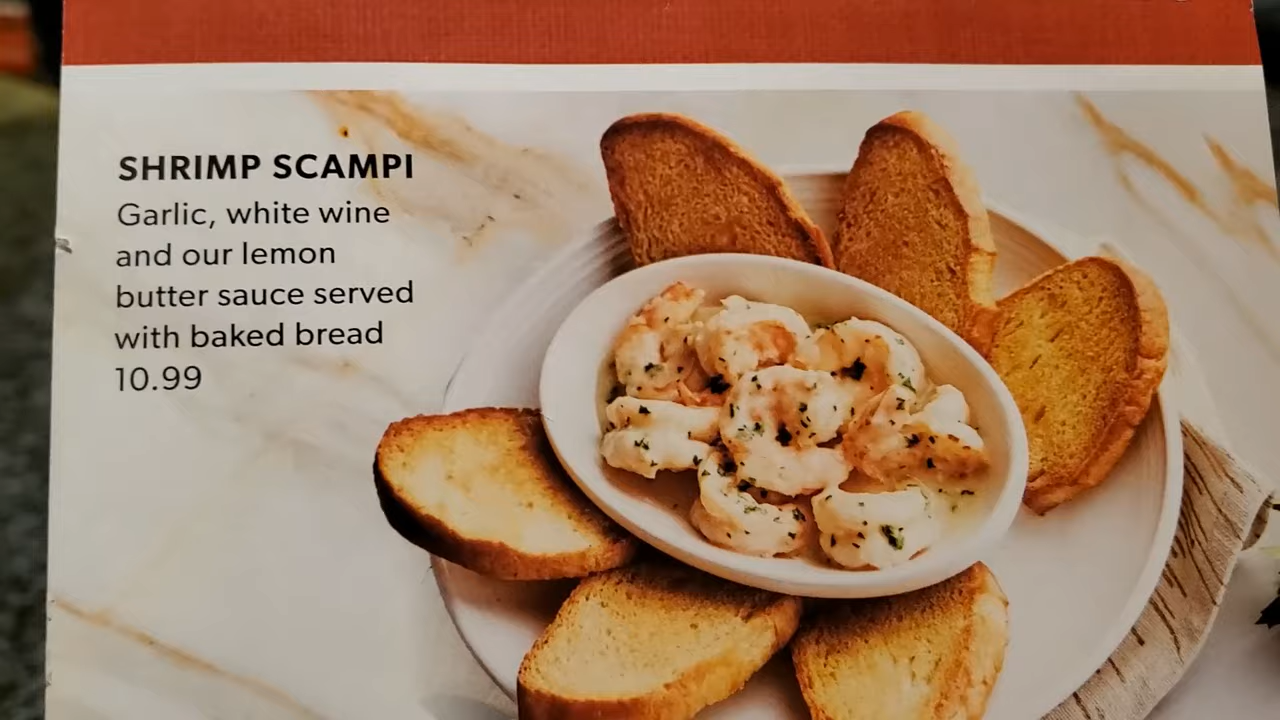 SHRIMP SCAMPI
Garlic, white wine
and our lemon
butter sauce served
with baked bread
10.99